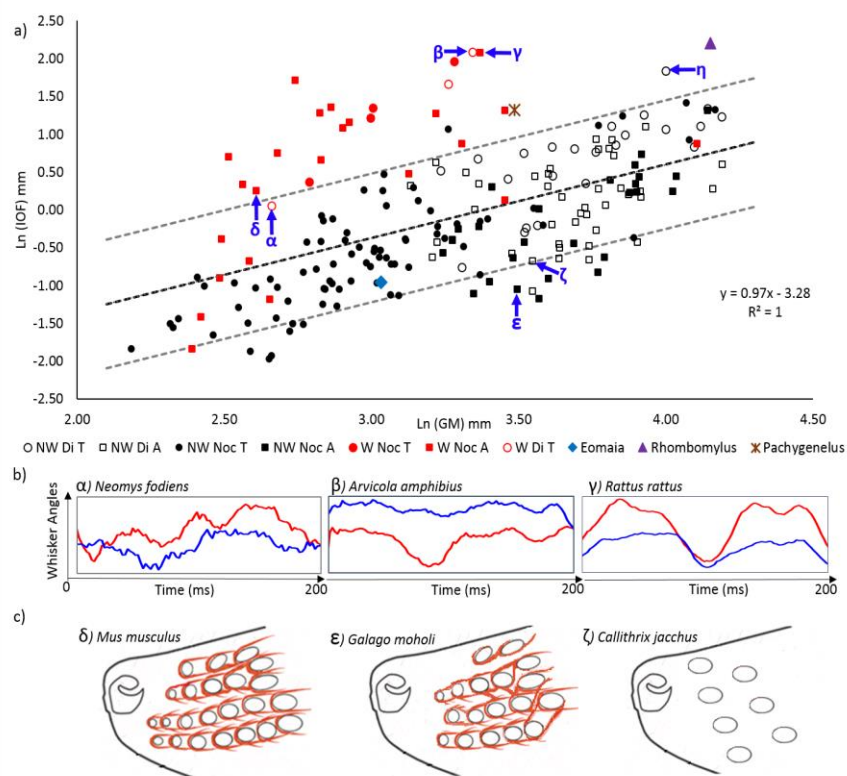 a)
2.50
2.00
1.50
1.00
0.50
0.00
-0.50
-1.00
-1.50
-2.00
-2.50
Ln (IOF) mm
β
γ
η
δ
α
ζ
ε
y = 0.97x - 3.28
R² = 1
2.00 2.50 3.00 3.50 4.00 4.50
Ln (GM) mm
NW Di T NW Di A NW Noc T NW Noc A W Noc T W Noc A W Di T Eomaia Rhombomylus Pachygenelus
b)
α) Neomys fodiens β) Arvicola amphibius γ) Rattus rattus
Whisker Angles
0 Time (ms) 200 Time (ms) 200 Time (ms) 200
c)
δ) Mus musculus ε) Galago moholi ζ) Callithrix jacchus